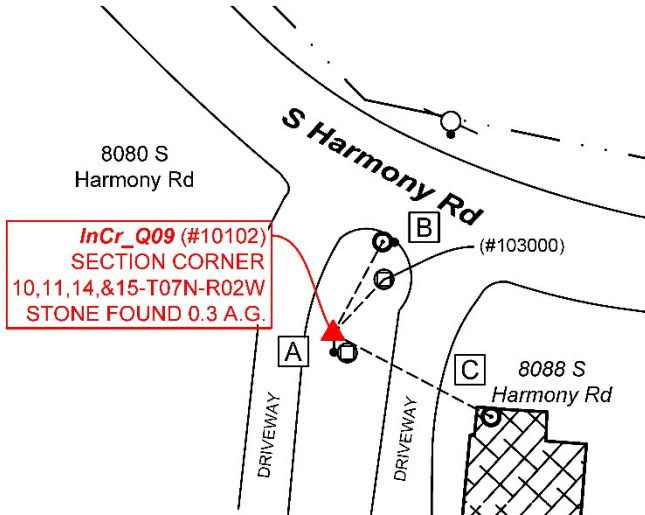 S Harmony Rd
8080 S
Harmony Rd
InCr_Q09 (#10102)
SECTION CORNER
10,11,14,&15-T07N-R02W
STONE FOUND 0.3 A.G.
B
(#103000)
A
C
8088 S
Harmony Rd
DRIVEWAY
DRIVEWAY